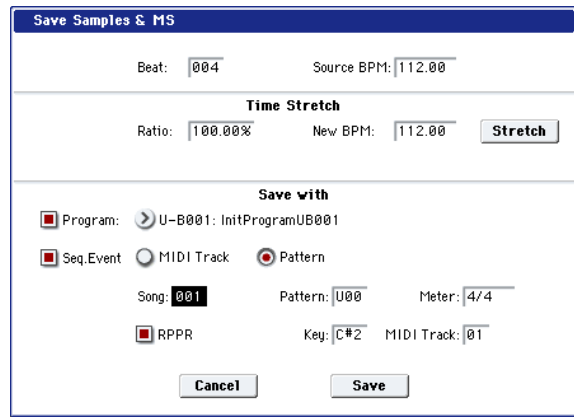 Save Samples & MS
Beat: 004 Source BPM: 112.00
Time Stretch
Ratio: 100.00% New BPM: 112.00 Stretch
Save with
Program: U-B001: InitProgramUB001
Seq.Event MIDI Track Pattern
Song: 001 Pattern: U00 Meter: 4/4
RPPR Key: C#2 MIDI Track: 01
Cancel Save